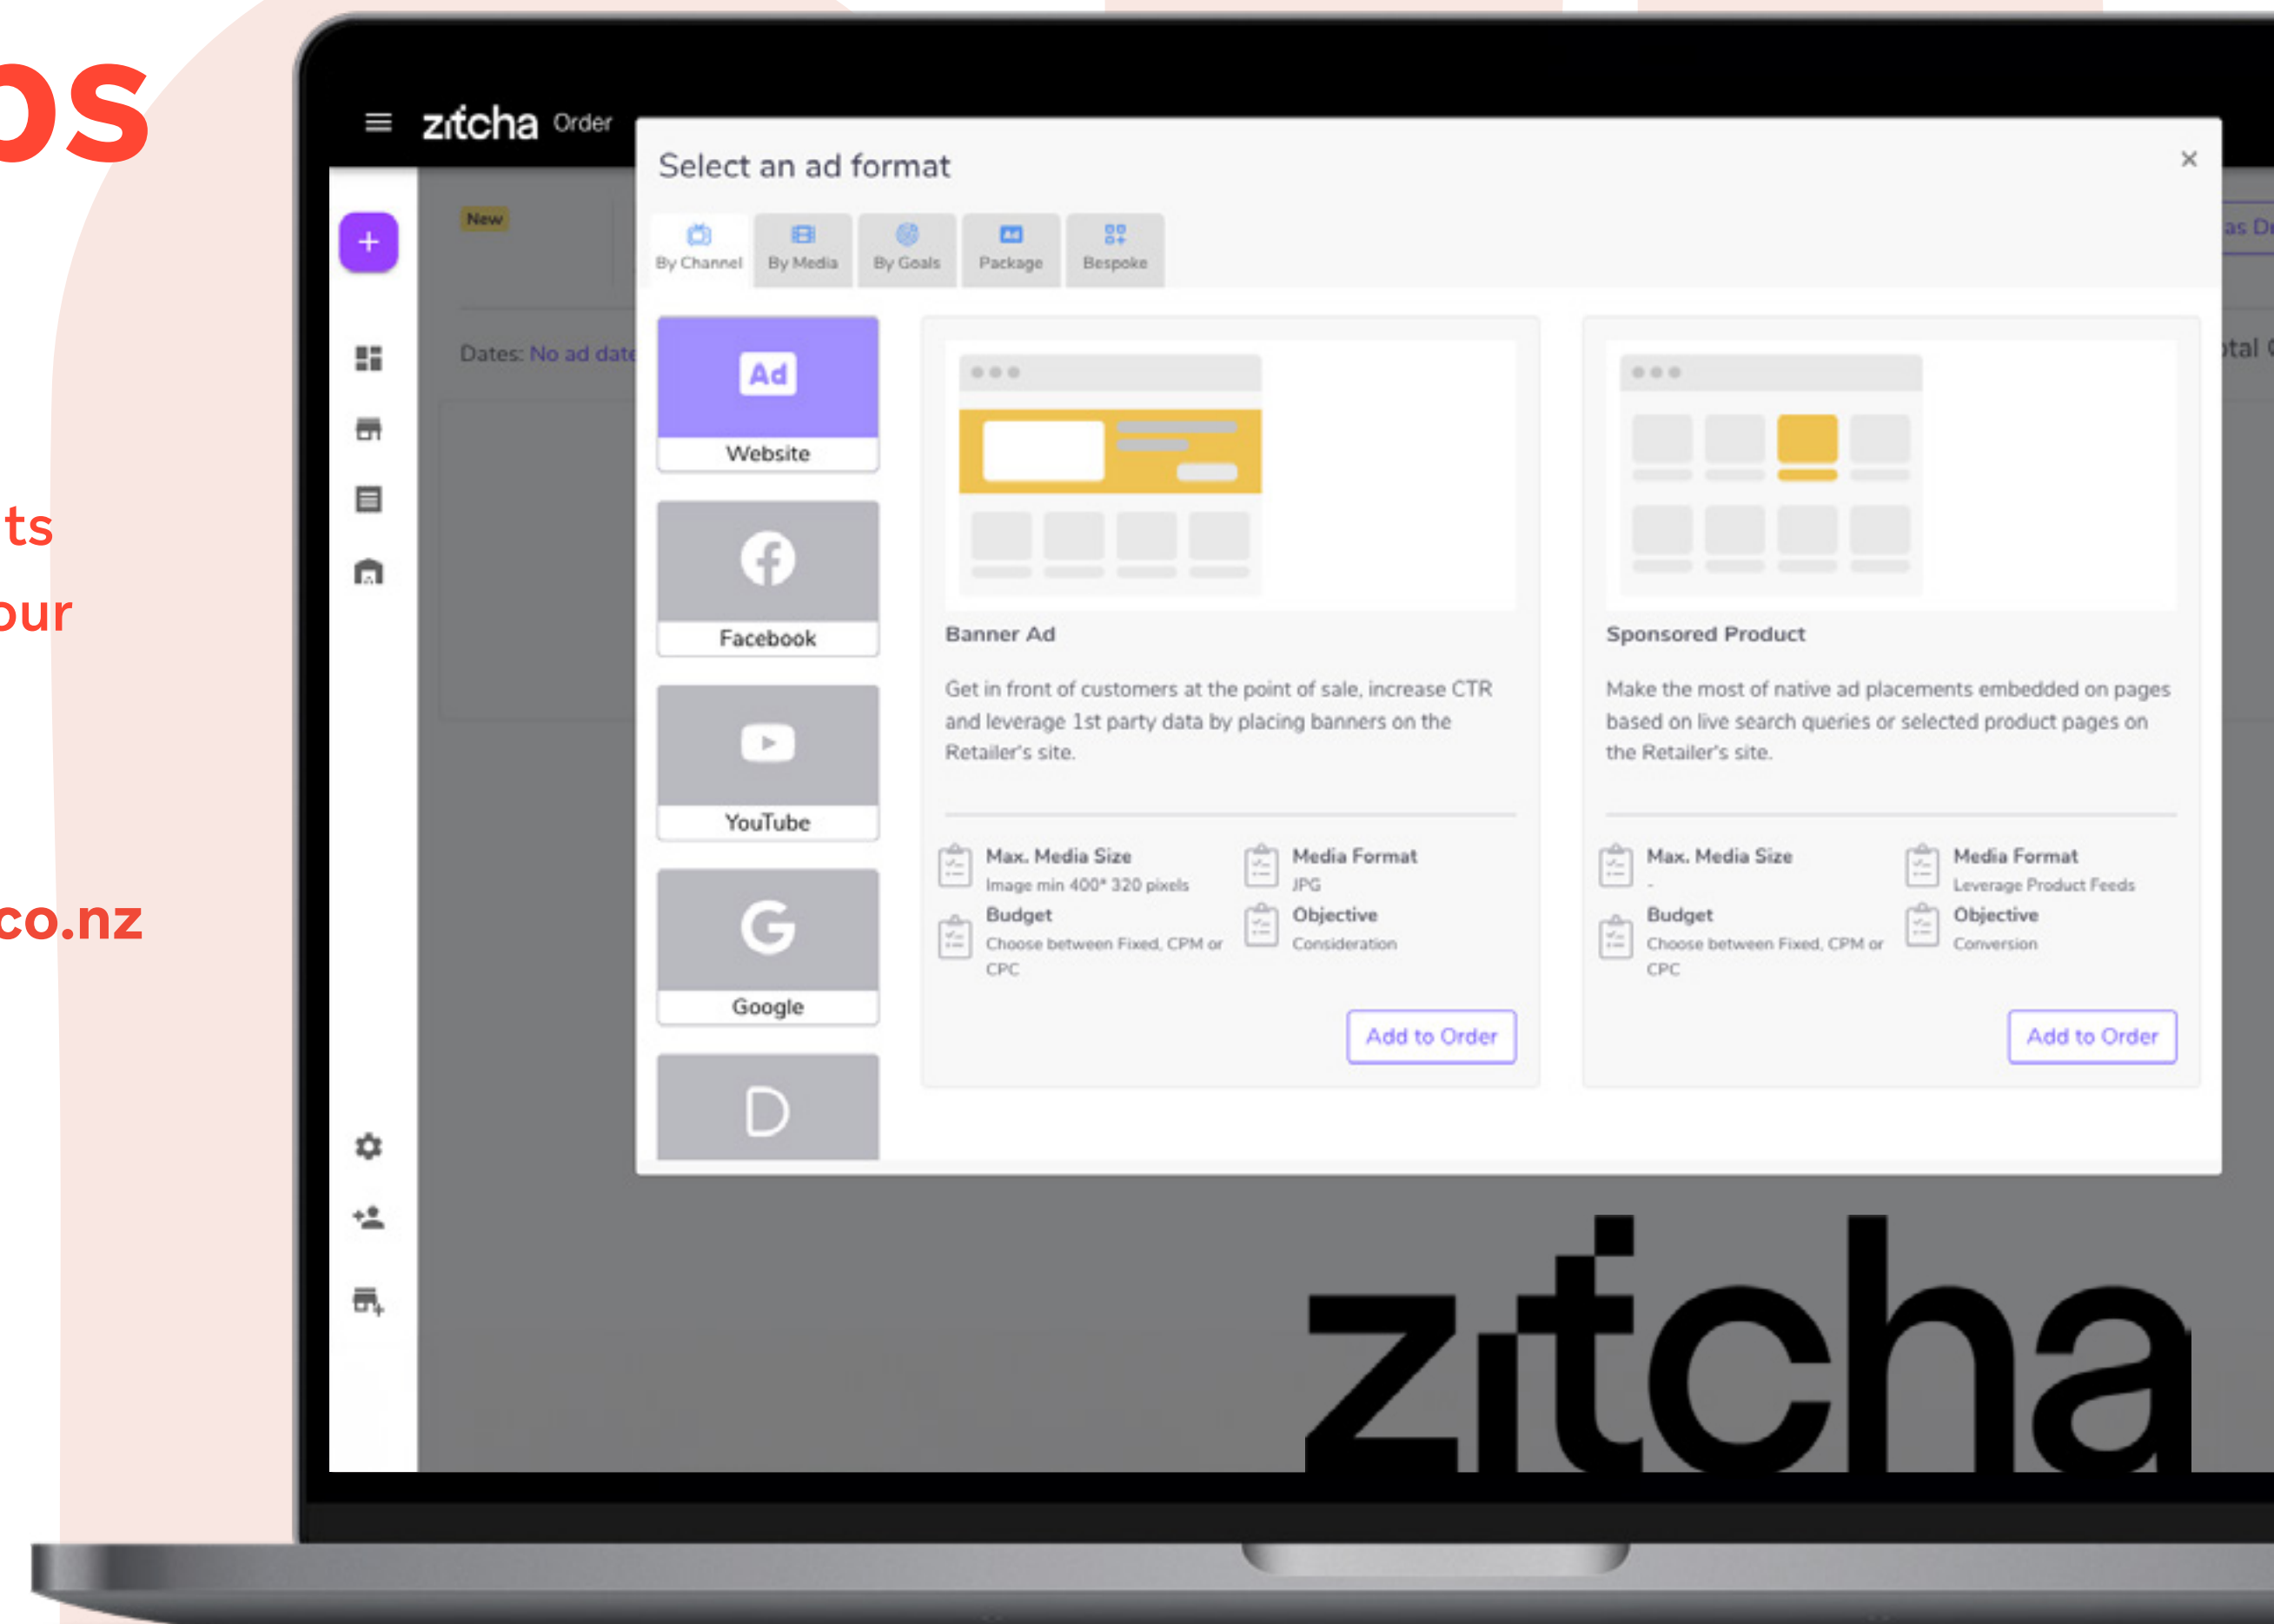 os
ts
our
co.nz
zitcha Order
New
Dates: No ad date
as Dr
otal
Select an ad format
×
By Channel
By Media
By Goals
Package
Bespoke
Ad
Website
Facebook
YouTube
Google
Banner Ad
Get in front of customers at the point of sale, increase CTR
and leverage 1st party data by placing banners on the
Retailer's site.
Max. Media Size
Image min 400* 320 pixels
Media Format
JPG
Budget
Choose between Fixed, CPM or
CPC
Objective
Consideration
Add to Order
Sponsored Product
Make the most of native ad placements embedded on pages
based on live search queries or selected product pages on
the Retailer's site.
Max. Media Size
-
Media Format
Leverage Product Feeds
Budget
Choose between Fixed, CPM or
CPC
Objective
Conversion
Add to Order
zitcha